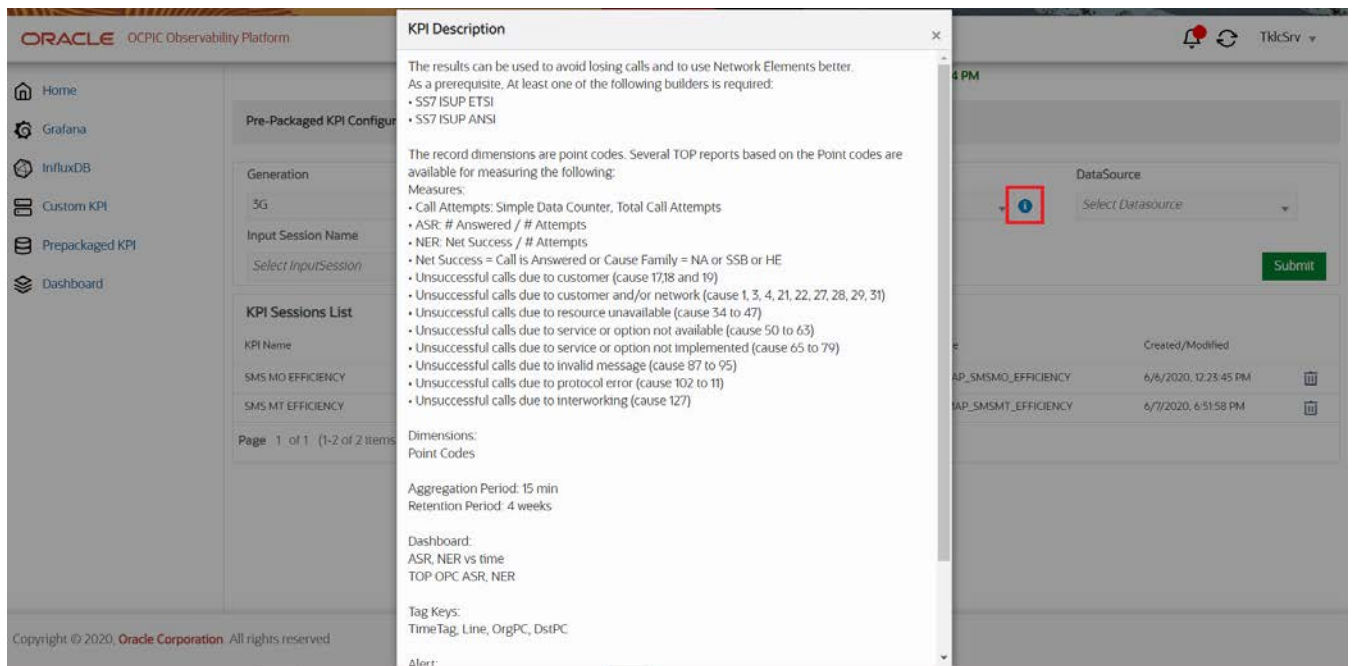 ORACLE OCPIC Observability Platform
TklcSrv
Home
Grafana
InfluxDB
Custom KPI
Prepackaged KPI
Dashboard
4 PM
Pre-Packaged KPI Configur
Generation
3G
DataSource
Select Datasource
Input Session Name
Select InputSession
Submit
KPI Sessions List
KPI Name
e
Created/Modified
SMS MO EFFICIENCY
AP_SMSMO_EFFICIENCY
6/6/2020, 12:23:45 PM
SMS MT EFFICIENCY
IAP_SMSMT_EFFICIENCY
6/7/2020, 6:51:58 PM
Page 1 of 1 (1-2 of 2 items
KPI Description
×
The results can be used to avoid losing calls and to use Network Elements better.
As a prerequisite, At least one of the following builders is required:
• SS7 ISUP ETSI
• SS7 ISUP ANSI
The record dimensions are point codes. Several TOP reports based on the Point codes are
available for measuring the following:
Measures:
• Call Attempts: Simple Data Counter, Total Call Attempts
• ASR: # Answered / # Attempts
• NER: Net Success / # Attempts
• Net Success = Call is Answered or Cause Family = NA or SSB or HE
• Unsuccessful calls due to customer (cause 17,18 and 19)
• Unsuccessful calls due to customer and/or network (cause 1, 3, 4, 21, 22, 27, 28, 29, 31)
• Unsuccessful calls due to resource unavailable (cause 34 to 47)
• Unsuccessful calls due to service or option not available (cause 50 to 63)
• Unsuccessful calls due to service or option not implemented (cause 65 to 79)
• Unsuccessful calls due to invalid message (cause 87 to 95)
• Unsuccessful calls due to protocol error (cause 102 to 11)
• Unsuccessful calls due to interworking (cause 127)
Dimensions:
Point Codes
Aggregation Period: 15 min
Retention Period: 4 weeks
Dashboard:
ASR, NER vs time
TOP OPC ASR, NER
Tag Keys:
TimeTag, Line, OrgPC, DstPC
Alert:
Copyright © 2020, Oracle Corporation. All rights reserved